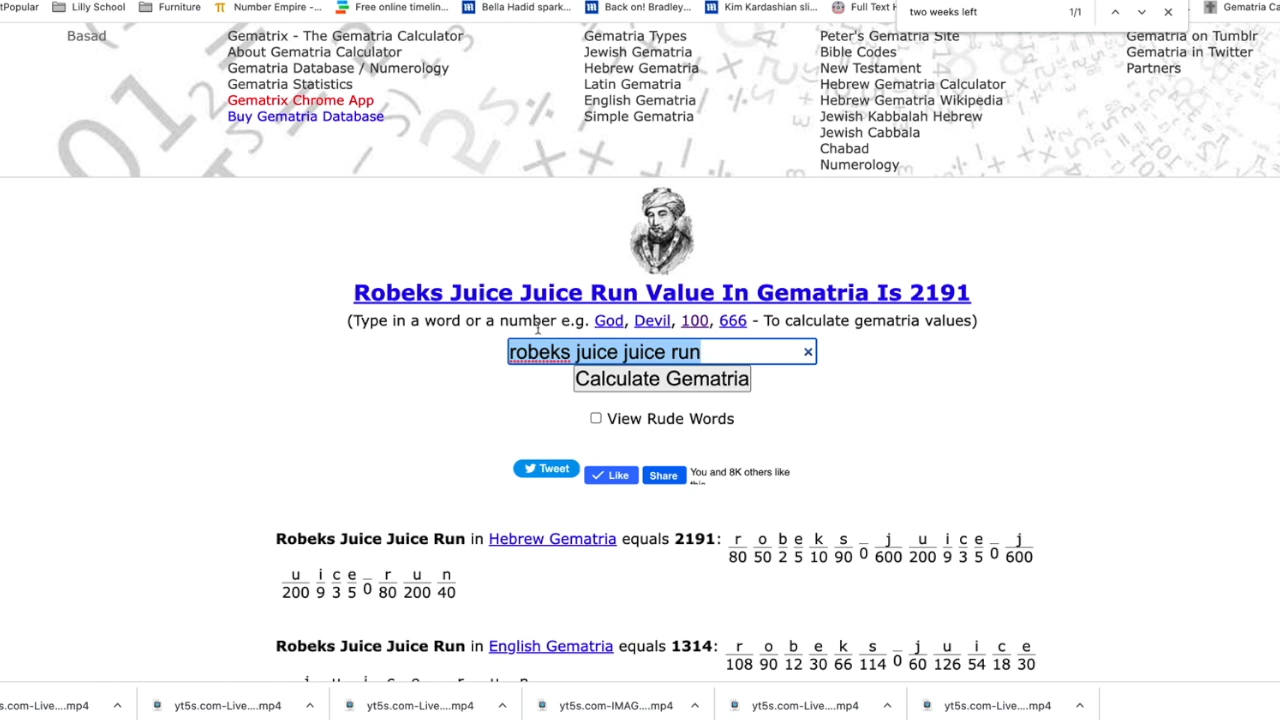 tPopular Lilly School Furniture Number Empire -... Free online timelin... Bella Hadid spark... Back on! Bradley... Kim Kardashian sli... Full Text H two weeks left 1/1 Gematria Ca
Basad Gematrix - The Gematria Calculator Gematria Types Peter's Gematria Site Gematria on Tumblr
About Gematria Calculator Jewish Gematria Bible Codes Gematria in Twitter
Gematria Database / Numerology Hebrew Gematria New Testament Partners
Gematria Statistics Latin Gematria Hebrew Gematria Calculator
Gematrix Chrome App English Gematria Hebrew Gematria Wikipedia
Buy Gematria Database Simple Gematria Jewish Kabbalah Hebrew
Jewish Cabbala
Chabad
Numerology
Robeks Juice Juice Run Value In Gematria Is 2191
(Type in a word or a number e.g. God, Devil, 100, 666 - To calculate gematria values)
robeks juice juice run
Calculate Gematria
View Rude Words
Tweet Like Share You and 8K others like
Robeks Juice Juice Run in Hebrew Gematria equals 2191: r o b e k s _ j u i c e _ j
80 50 2 5 10 90 0 600 200 9 3 5 0 600
u i c e _ r u n
200 9 3 5 0 80 200 40
Robeks Juice Juice Run in English Gematria equals 1314: r o b e k s _ j u i c e
108 90 12 30 66 114 0 60 126 54 18 30
s.com-Live....mp4 yt5s.com-Live....mp4 yt5s.com-Live....mp4 yt5s.com-IMAG....mp4 yt5s.com-Live....mp4 yt5s.com-Live....mp4